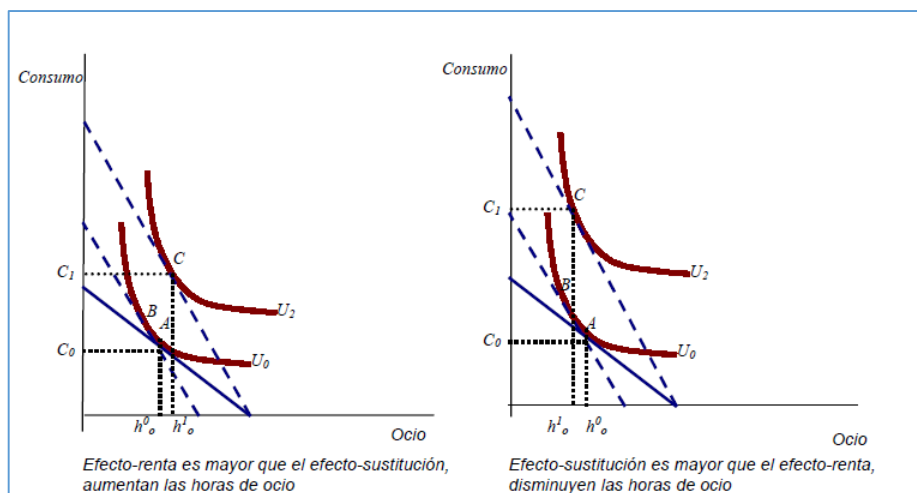 Consumo
C
C₁
U₂
B
A
C₀
U₀
h⁰ₒ h¹ₒ
Ocio
Efecto-renta es mayor que el efecto-sustitución,
aumentan las horas de ocio
Consumo
C
C₁
U₂
B
A
C₀
U₀
h¹ₒ h⁰ₒ
Ocio
Efecto-sustitución es mayor que el efecto-renta,
disminuyen las horas de ocio